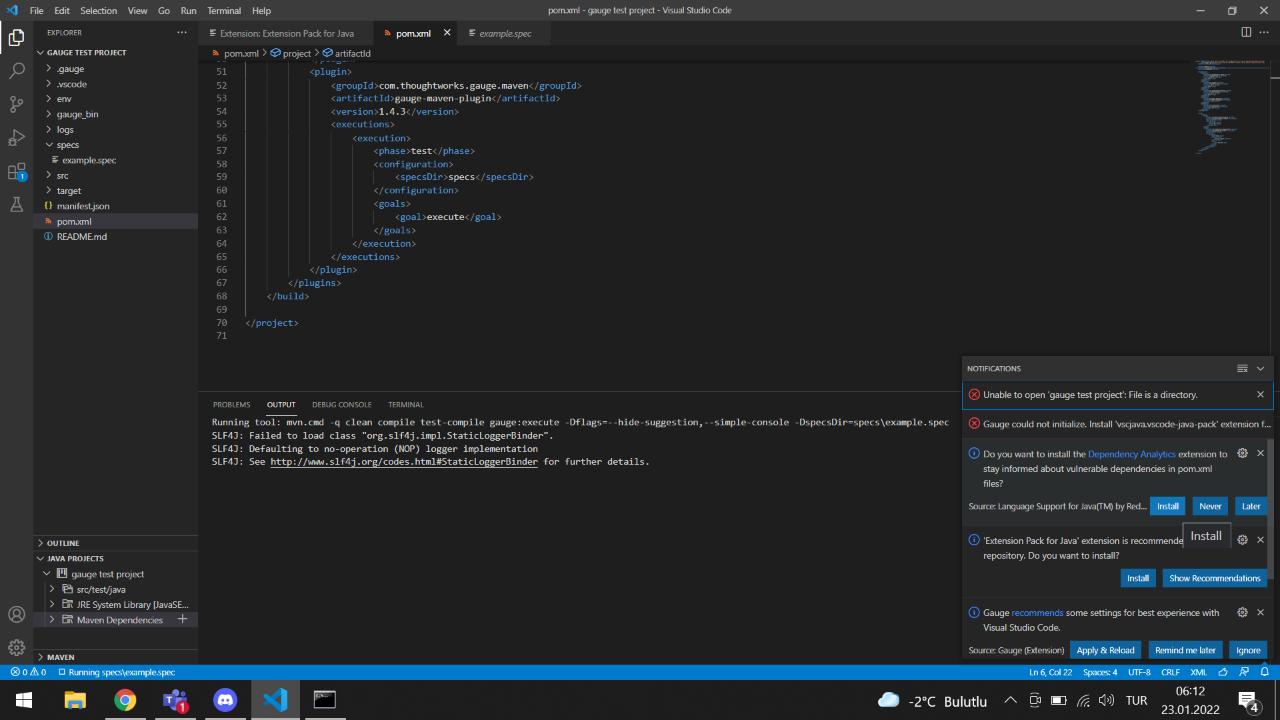 File Edit Selection View Go Run Terminal Help
pom.xml - gauge test project - Visual Studio Code
EXPLORER ···
Extension: Extension Pack for Java
pom.xml
example.spec
pom.xml > project > artifactId
GAUGE TEST PROJECT
.gauge
.vscode
env
gauge_bin
logs
specs
example.spec
src
target
manifest.json
pom.xml
README.md
1
51 <plugin>
52 <groupId>com.thoughtworks.gauge.maven</groupId>
53 <artifactId>gauge-maven-plugin</artifactId>
54 <version>1.4.3</version>
55 <executions>
56 <execution>
57 <phase>test</phase>
58 <configuration>
59 <specsDir>specs</specsDir>
60 </configuration>
61 <goals>
62 <goal>execute</goal>
63 </goals>
64 </execution>
65 </executions>
66 </plugin>
67 </plugins>
68 </build>
69
70 </project>
71
PROBLEMS OUTPUT DEBUG CONSOLE TERMINAL
Running tool: mvn.cmd -q clean compile test-compile gauge:execute -Dflags=--hide-suggestion,--simple-console -DspecsDir=specs\example.spec
SLF4J: Failed to load class "org.slf4j.impl.StaticLoggerBinder".
SLF4J: Defaulting to no-operation (NOP) logger implementation
SLF4J: See http://www.slf4j.org/codes.html#StaticLoggerBinder for further details.
NOTIFICATIONS
Unable to open 'gauge test project': File is a directory.
Gauge could not initialize. Install 'vscjava.vscode-java-pack' extension f...
Do you want to install the Dependency Analytics extension to
stay informed about vulnerable dependencies in pom.xml
files?
Source: Language Support for Java(TM) by Red... Install Never Later
Install
'Extension Pack for Java' extension is recommende
repository. Do you want to install?
Install Show Recommendations
Gauge recommends some settings for best experience with
Visual Studio Code.
Source: Gauge (Extension) Apply & Reload Remind me later Ignore
OUTLINE
JAVA PROJECTS
gauge test project
src/test/java
JRE System Library [JavaSE...
Maven Dependencies
MAVEN
0 0 Running specs\example.spec
Ln 6, Col 22 Spaces: 4 UTF-8 CRLF XML
1
-2°C Bulutlu
TUR
06:12
23.01.2022
4